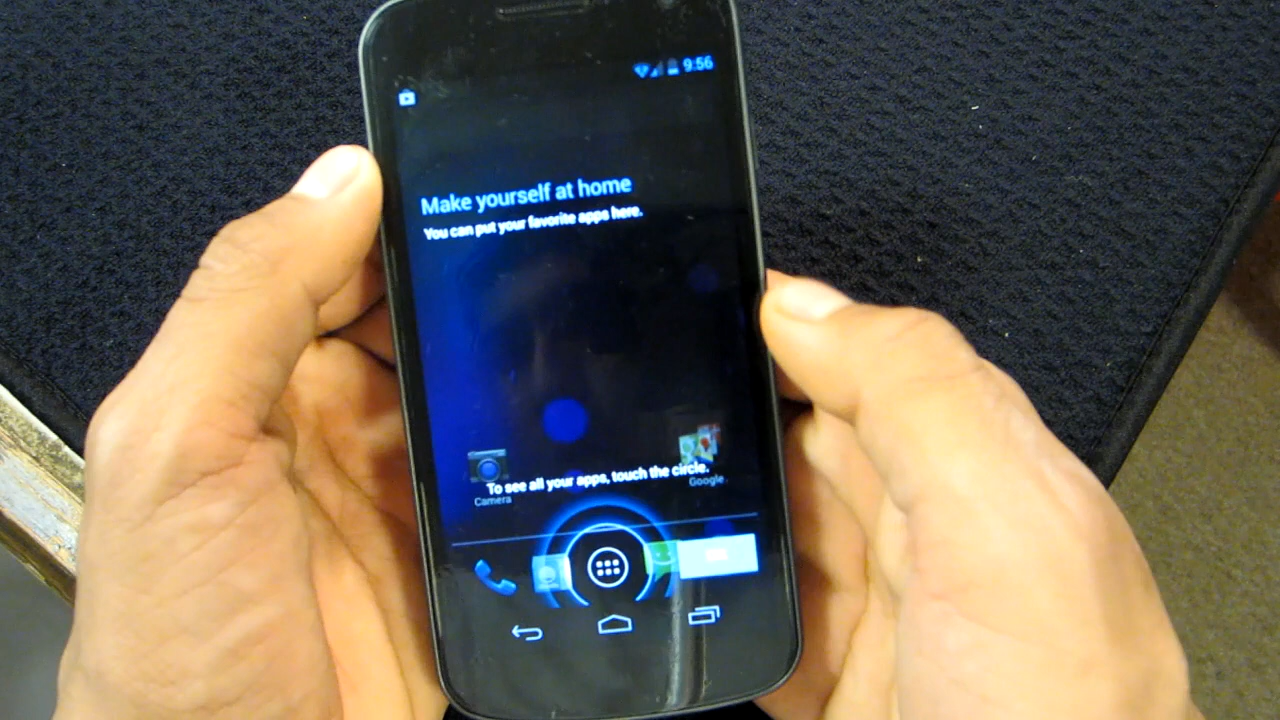 9:56
Make yourself at home
You can put your favorite apps here.
To see all your apps, touch the circle.
Camera
Google